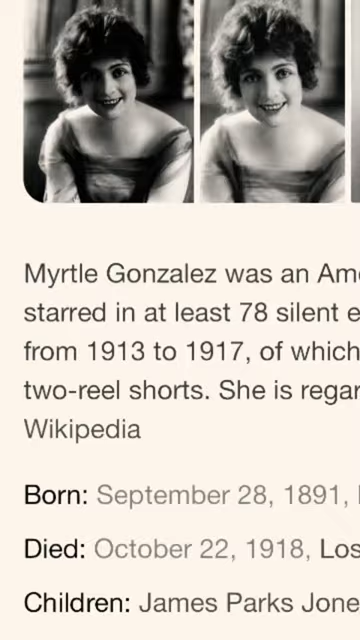 Myrtle Gonzalez was an Ame
starred in at least 78 silent e
from 1913 to 1917, of which
two-reel shorts. She is regar
Wikipedia
Born: September 28, 1891,
Died: October 22, 1918, Los
Children: James Parks Jone